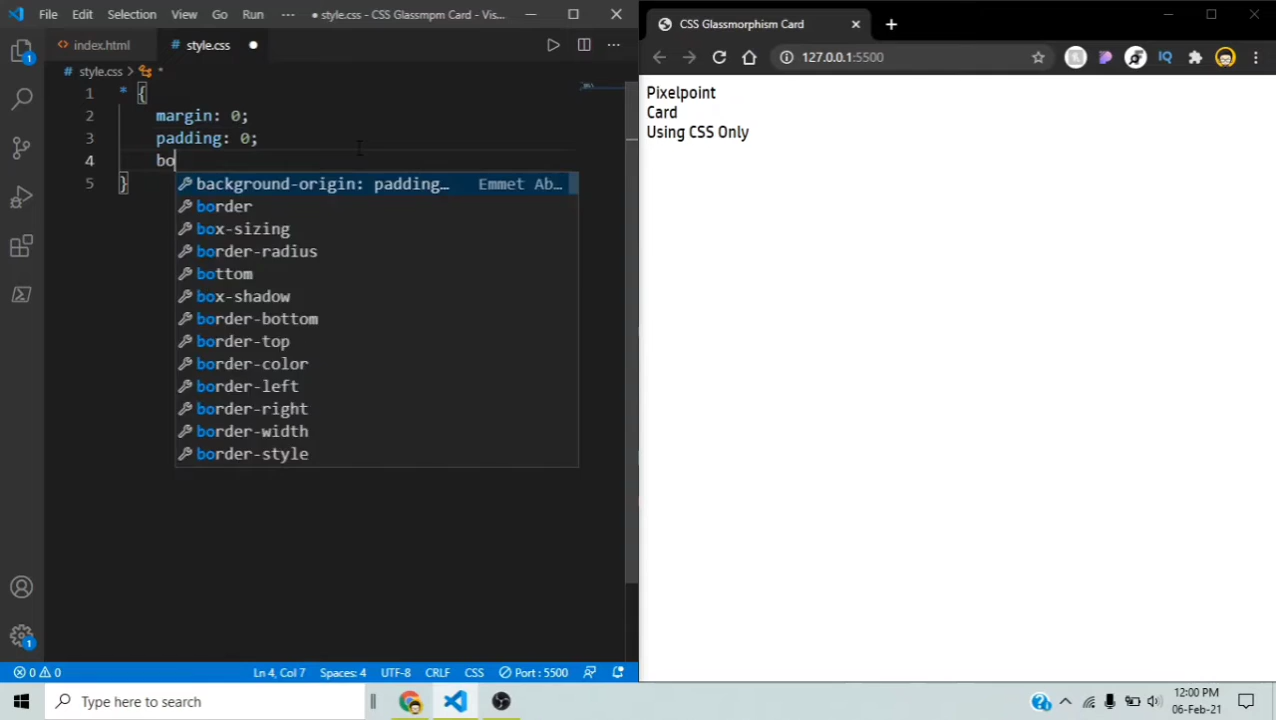 File Edit Selection View Go Run ··· ● style.css - CSS Glassmpm Card - Vis...
index.html
# style.css
# style.css > *
1 * {
2 margin: 0;
3 padding: 0;
4 bo
5 }
background-origin: padding… Emmet Ab…
border
box-sizing
border-radius
bottom
box-shadow
border-bottom
border-top
border-color
border-left
border-right
border-width
border-style
1
1
0 0
Ln 4, Col 7 Spaces: 4 UTF-8 CRLF CSS Port : 5500
CSS Glassmorphism Card
127.0.0.1:5500
IQ
Pixelpoint
Card
Using CSS Only
Type here to search
12:00 PM
06-Feb-21